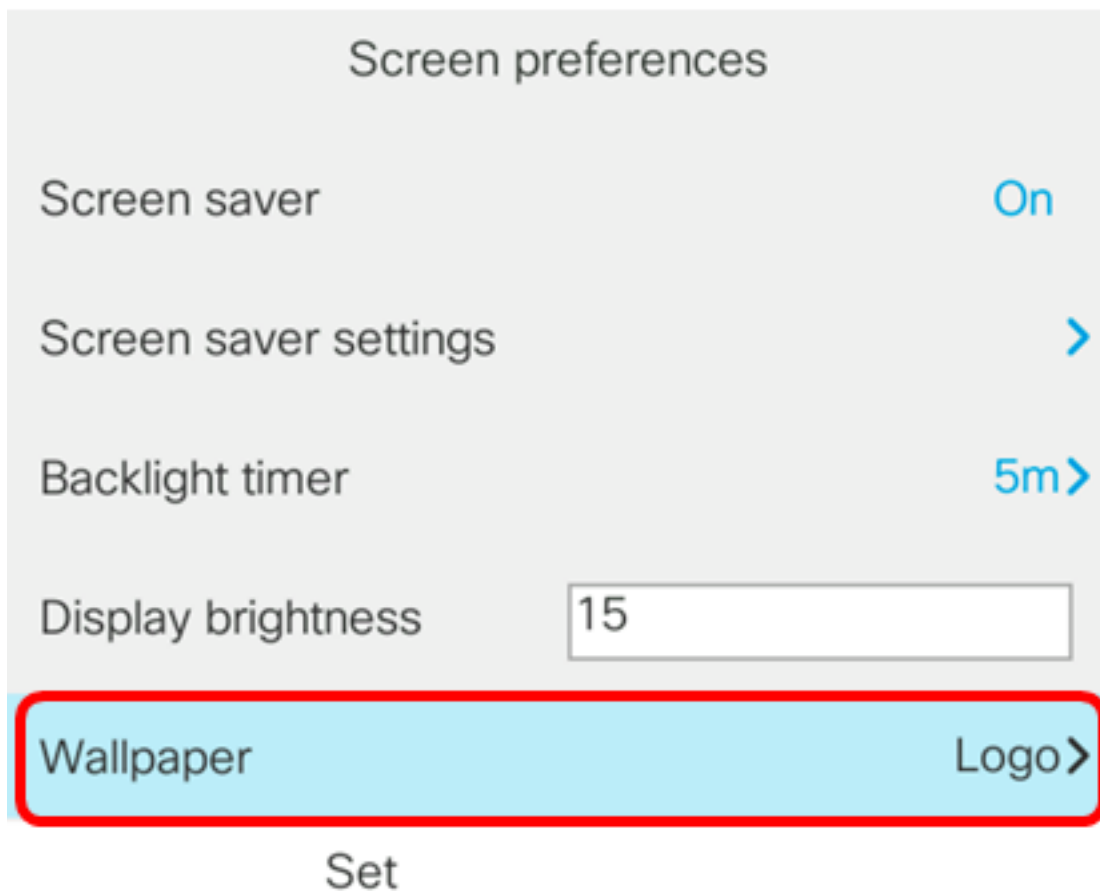 Screen preferences
Screen saver On
Screen saver settings
Backlight timer 5m
Display brightness 15
Wallpaper Logo
Set